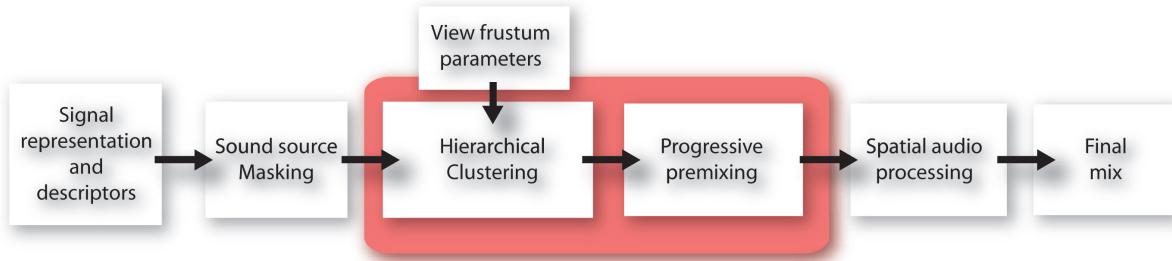 View frustum
parameters
Signal
representation
and
descriptors
Sound source
Masking
Hierarchical
Clustering
Progressive
premixing
Spatial audio
processing
Final
mix